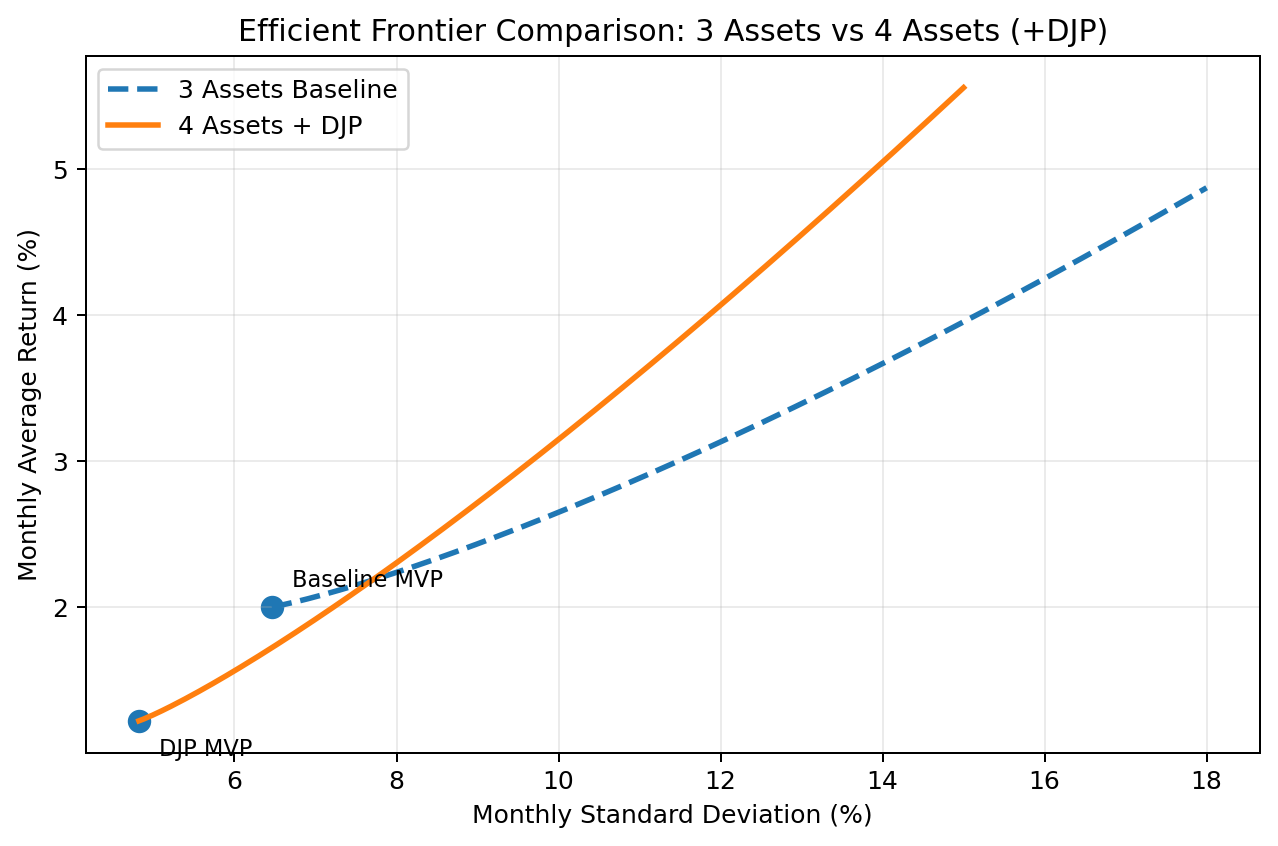 Efficient Frontier Comparison: 3 Assets vs 4 Assets (+DJP)
3 Assets Baseline
4 Assets + DJP
Monthly Average Return (%)
5
4
3
2
Baseline MVP
DJP MVP
6 8 10 12 14 16 18
Monthly Standard Deviation (%)